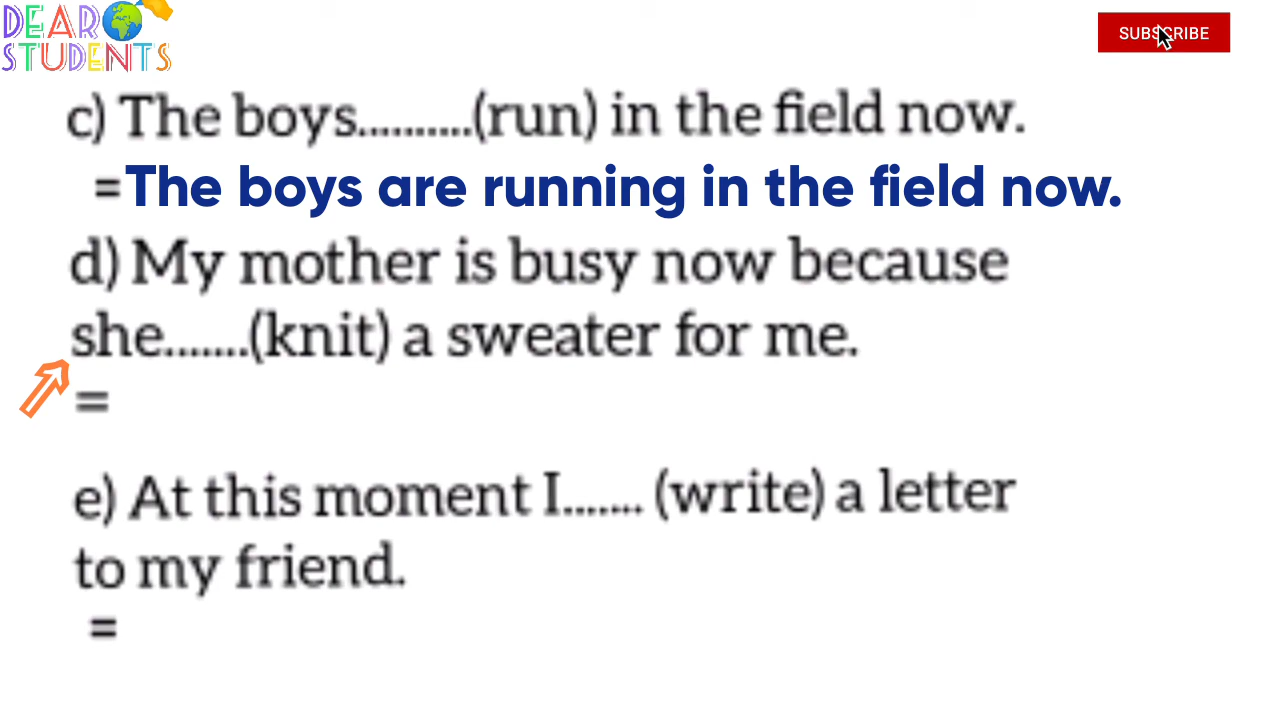 DEAR
STUDENTS
SUBSCRIBE
c) The boys..........(run) in the field now.
=The boys are running in the field now.
d) My mother is busy now because
she.......(knit) a sweater for me.
=
e) At this moment I....... (write) a letter
to my friend.
=